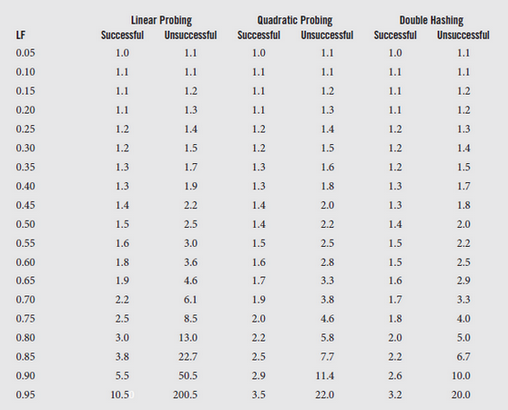 Linear Probing Quadratic Probing Double Hashing
LF Successful Unsuccessful Successful Unsuccessful Successful Unsuccessful
0.05 1.0 1.1 1.0 1.1 1.0 1.1
0.10 1.1 1.1 1.1 1.1 1.1 1.1
0.15 1.1 1.2 1.1 1.2 1.1 1.2
0.20 1.1 1.3 1.1 1.3 1.1 1.2
0.25 1.2 1.4 1.2 1.4 1.2 1.3
0.30 1.2 1.5 1.2 1.5 1.2 1.4
0.35 1.3 1.7 1.3 1.6 1.2 1.5
0.40 1.3 1.9 1.3 1.8 1.3 1.7
0.45 1.4 2.2 1.4 2.0 1.3 1.8
0.50 1.5 2.5 1.4 2.2 1.4 2.0
0.55 1.6 3.0 1.5 2.5 1.5 2.2
0.60 1.8 3.6 1.6 2.8 1.5 2.5
0.65 1.9 4.6 1.7 3.3 1.6 2.9
0.70 2.2 6.1 1.9 3.8 1.7 3.3
0.75 2.5 8.5 2.0 4.6 1.8 4.0
0.80 3.0 13.0 2.2 5.8 2.0 5.0
0.85 3.8 22.7 2.5 7.7 2.2 6.7
0.90 5.5 50.5 2.9 11.4 2.6 10.0
0.95 10.5 200.5 3.5 22.0 3.2 20.0